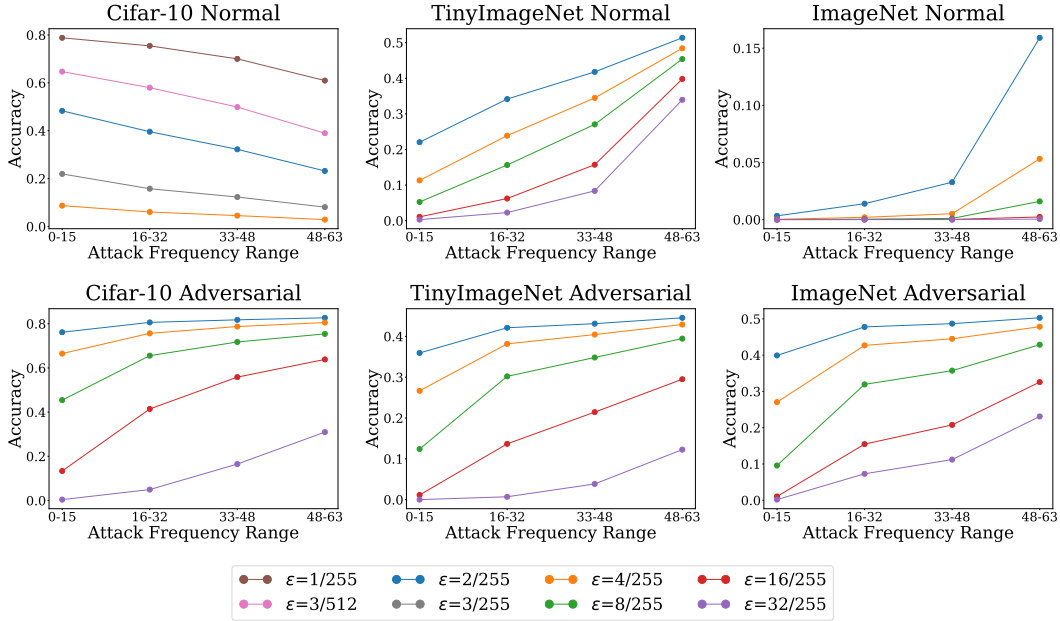 Cifar-10 Normal
Accuracy
0.8
0.6
0.4
0.2
0.0
0-15 16-32 33-48 48-63
Attack Frequency Range
TinyImageNet Normal
Accuracy
0.5
0.4
0.3
0.2
0.1
0.0
0-15 16-32 33-48 48-63
Attack Frequency Range
ImageNet Normal
Accuracy
0.15
0.10
0.05
0.00
0-15 16-32 33-48 48-63
Attack Frequency Range
Cifar-10 Adversarial
Accuracy
0.8
0.6
0.4
0.2
0.0
0-15 16-32 33-48 48-63
Attack Frequency Range
TinyImageNet Adversarial
Accuracy
0.4
0.3
0.2
0.1
0.0
0-15 16-32 33-48 48-63
Attack Frequency Range
ImageNet Adversarial
Accuracy
0.5
0.4
0.3
0.2
0.1
0.0
0-15 16-32 33-48 48-63
Attack Frequency Range
ε=1/255 ε=2/255 ε=4/255 ε=16/255
ε=3/512 ε=3/255 ε=8/255 ε=32/255